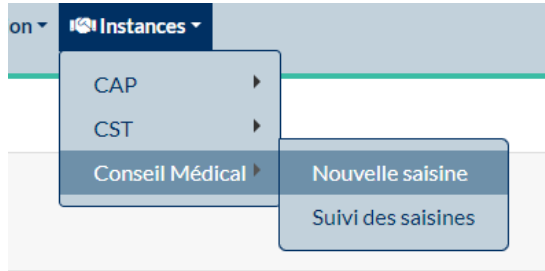 on Instances
CAP
CST
Conseil Médical Nouvelle saisine
Suivi des saisines